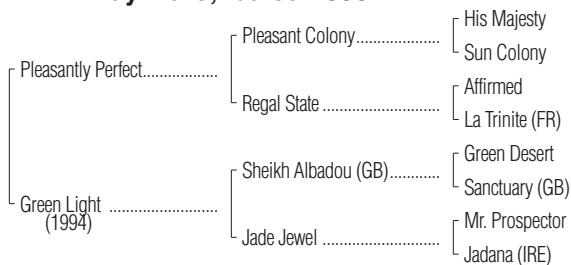 His Majesty
Pleasant Colony....................
Sun Colony
Pleasantly Perfect..................
Affirmed
Regal State ............................
La Trinite (FR)
Green Desert
Sheikh Albadou (GB)............
Sanctuary (GB)
Green Light ..........................
(1994)
Mr. Prospector
Jade Jewel ............................
Jadana (IRE)